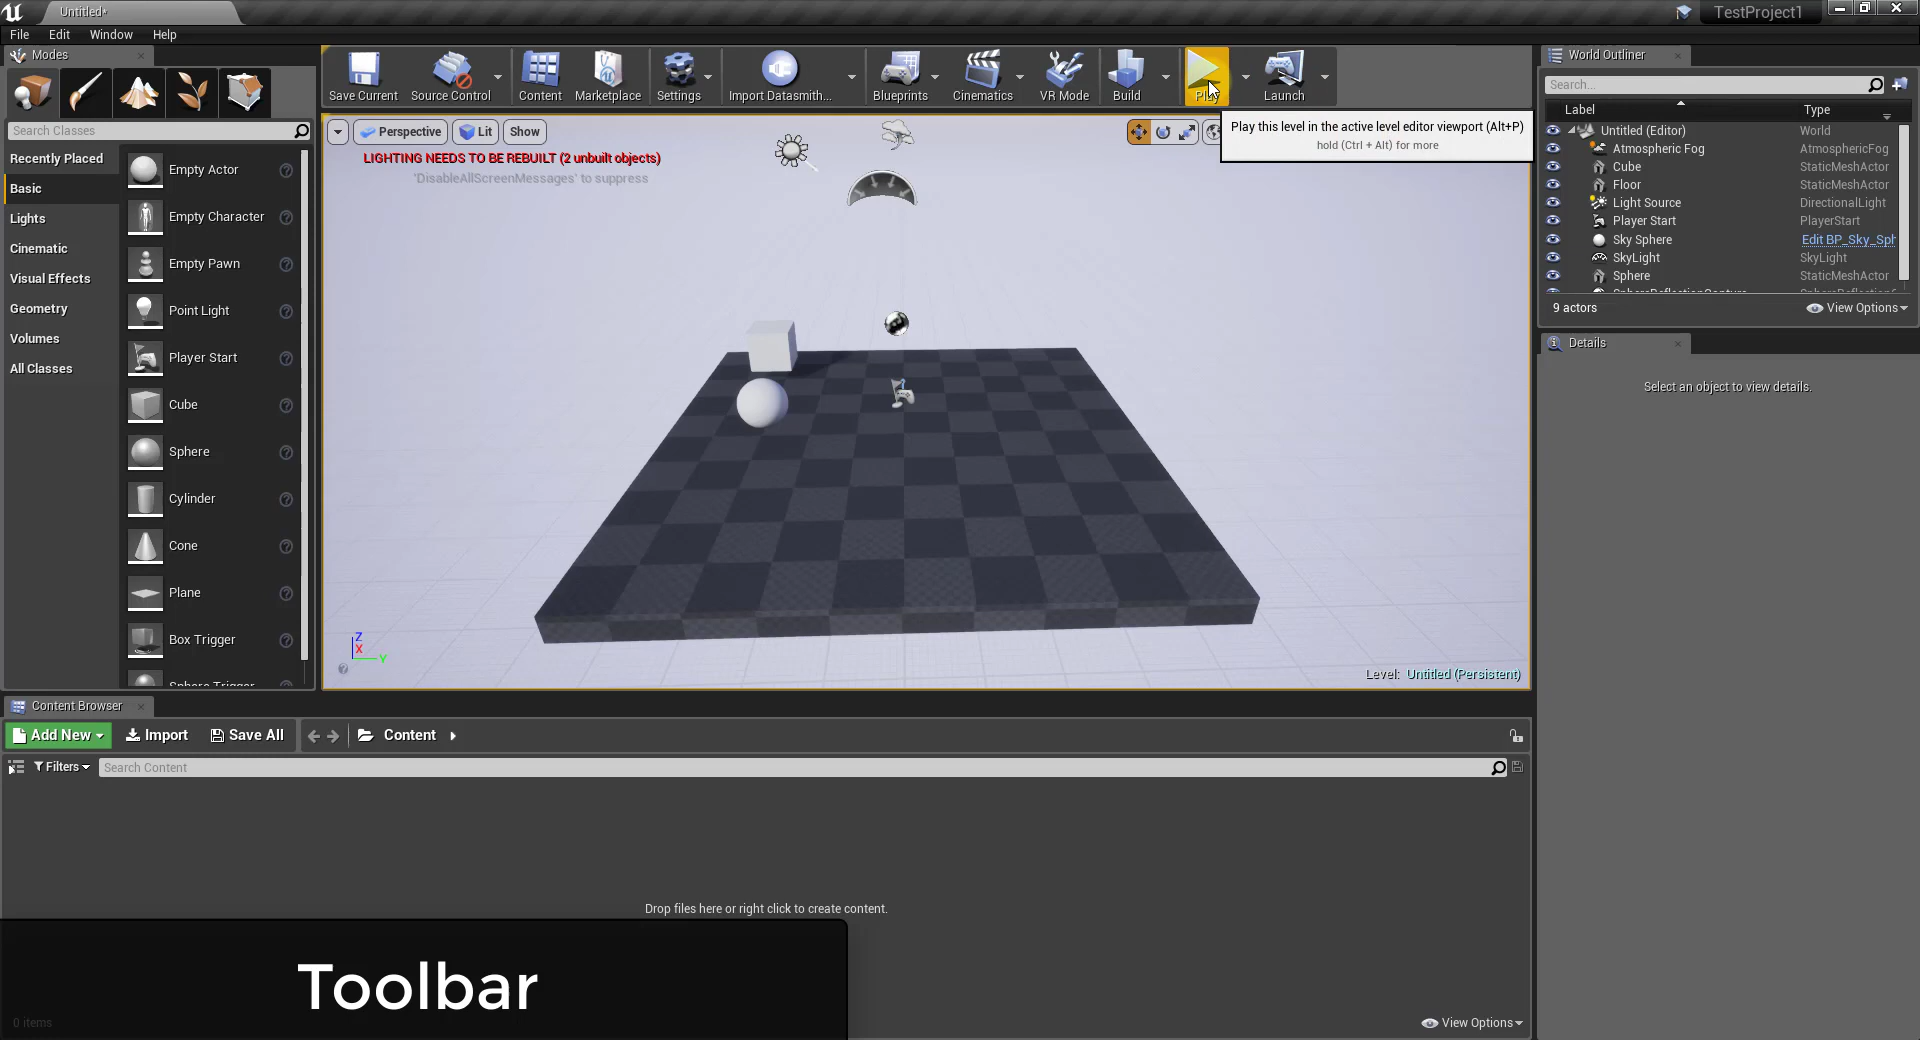 Untitled*
TestProject1
File Edit Window Help
Modes
Search Classes
Recently Placed
Basic
Lights
Cinematic
Visual Effects
Geometry
Volumes
All Classes
Empty Actor
Empty Character
Empty Pawn
Point Light
Player Start
Cube
Sphere
Cylinder
Cone
Plane
Box Trigger
Sphere Trigger
Save Current
Source Control
Content
Marketplace
Settings
Import Datasmith...
Blueprints
Cinematics
VR Mode
Build
Play
Launch
Play this level in the active level editor viewport (Alt+P)
hold (Ctrl + Alt) for more
Perspective
Lit
Show
LIGHTING NEEDS TO BE REBUILT (2 unbuilt objects)
'DisableAllScreenMessages' to suppress
Z
X
Y
Level: Untitled (Persistent)
World Outliner
Search...
Label Type
Untitled (Editor) World
Atmospheric Fog AtmosphericFog
Cube StaticMeshActor
Floor StaticMeshActor
Light Source DirectionalLight
Player Start PlayerStart
Sky Sphere Edit BP_Sky_Sph
SkyLight SkyLight
Sphere StaticMeshActor
9 actors
View Options
Details
Select an object to view details.
Content Browser
Add New
Import
Save All
Content
Filters
Search Content
Drop files here or right click to create content.
Toolbar
0 items
View Options